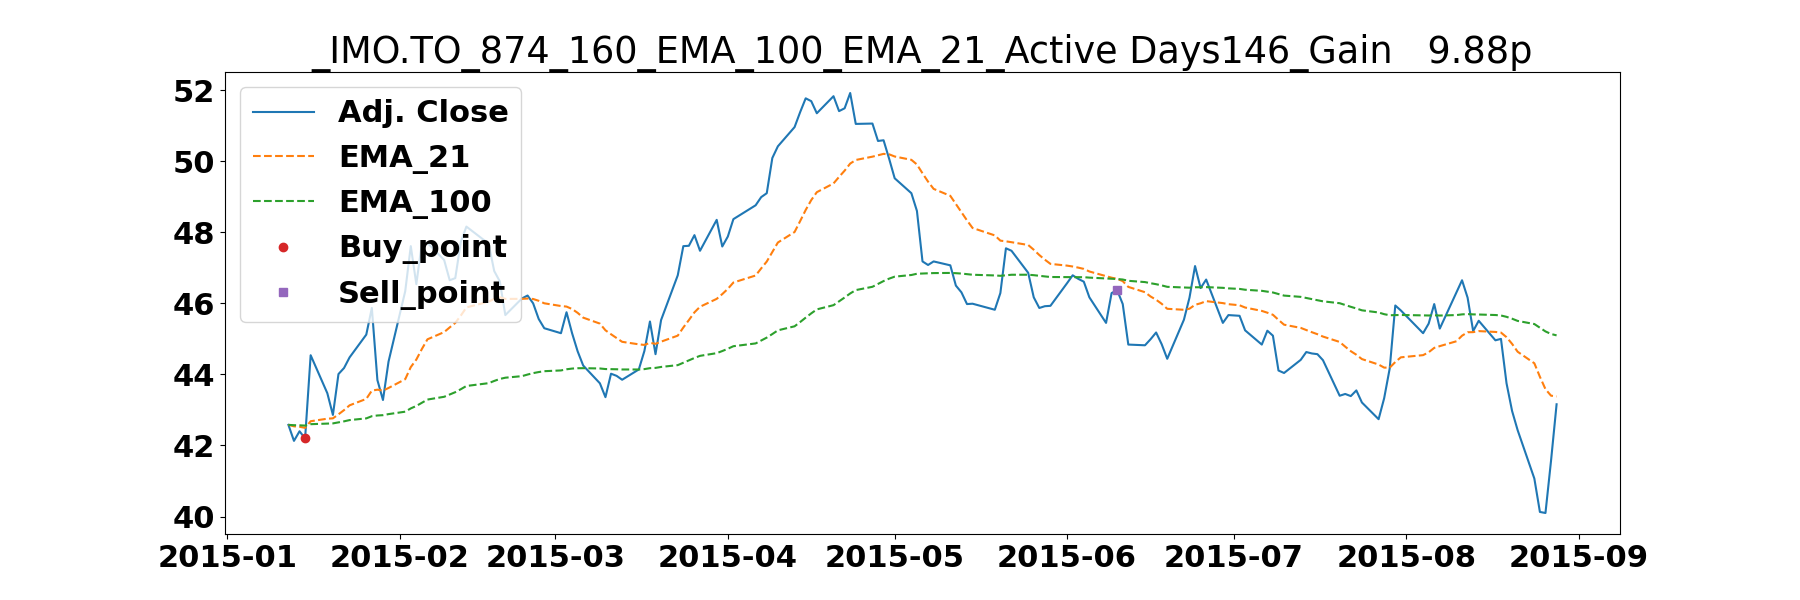 _IMO.TO_874_160_EMA_100_EMA_21_Active Days146_Gain   9.88p
52
50
48
46
44
42
40
Adj. Close
EMA_21
EMA_100
Buy_point
Sell_point
2015-01 2015-02 2015-03 2015-04 2015-05 2015-06 2015-07 2015-08 2015-09